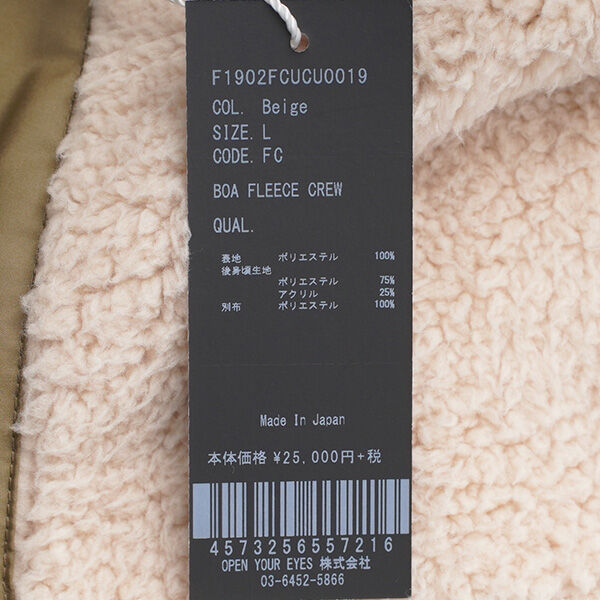 F1902FCUCU0019
COL. Beige
SIZE. L
CODE. FC
BOA FLEECE CREW
QUAL.
表地 ポリエステル 100%
後身頃生地
ポリエステル 75%
アクリル 25%
別布 ポリエステル 100%
Made In Japan
本体価格 ¥25,000円+税
4573256557216
OPEN YOUR EYES 株式会社
03-6452-5866